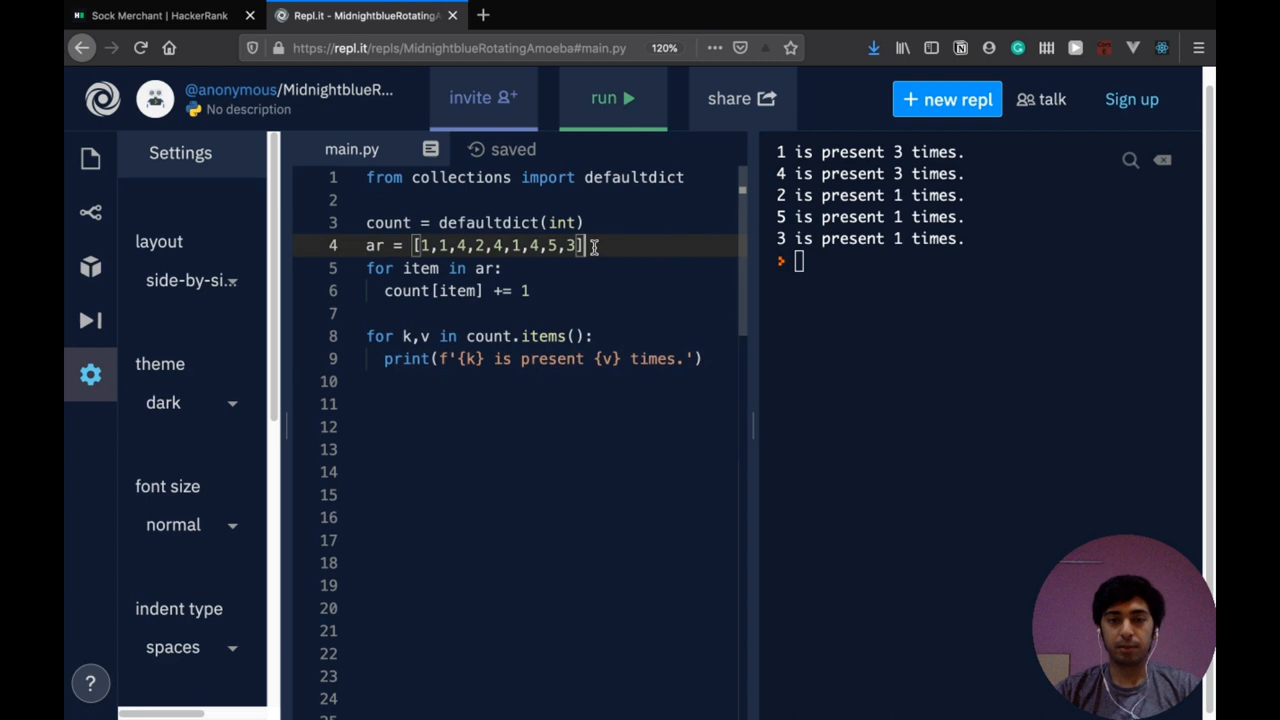 Sock Merchant | HackerRank
Repl.it - MidnightblueRotatingA
https://repl.it/repls/MidnightblueRotatingAmoeba#main.py
120%
@anonymous/MidnightblueR...
No description
invite
run
share
+ new repl
talk
Sign up
Settings
layout
side-by-si...
theme
dark
font size
normal
indent type
spaces
?
main.py
saved
1 from collections import defaultdict
2
3 count = defaultdict(int)
4 ar = [1,1,4,2,4,1,4,5,3]
5 for item in ar:
6 count[item] += 1
7
8 for k,v in count.items():
9 print(f'{k} is present {v} times.')
10
11
12
13
14
15
16
17
18
19
20
21
22
23
24
1 is present 3 times.
4 is present 3 times.
2 is present 1 times.
5 is present 1 times.
3 is present 1 times.